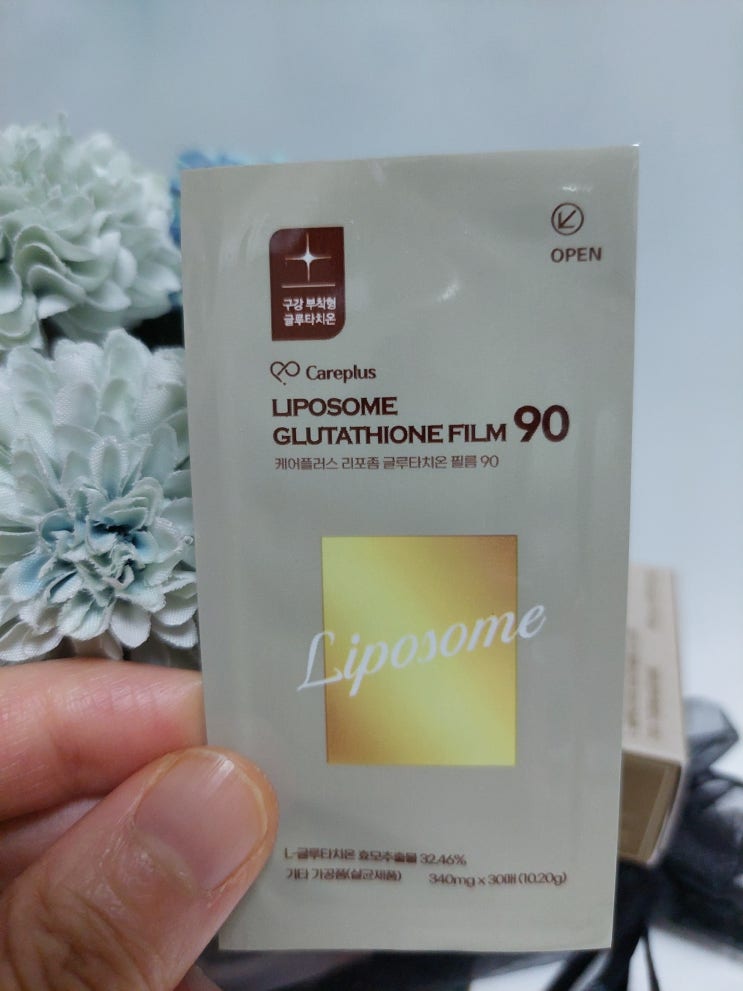 구강 부착형
글루타치온
OPEN
Careplus
LIPOSOME
GLUTATHIONE FILM 90
케어플러스 리포좀 글루타치온 필름 90
Liposome
L-글루타치온 효모추출물 32.46%
기타 가공품(살균제품) 340mg x 30매 (10.20g)